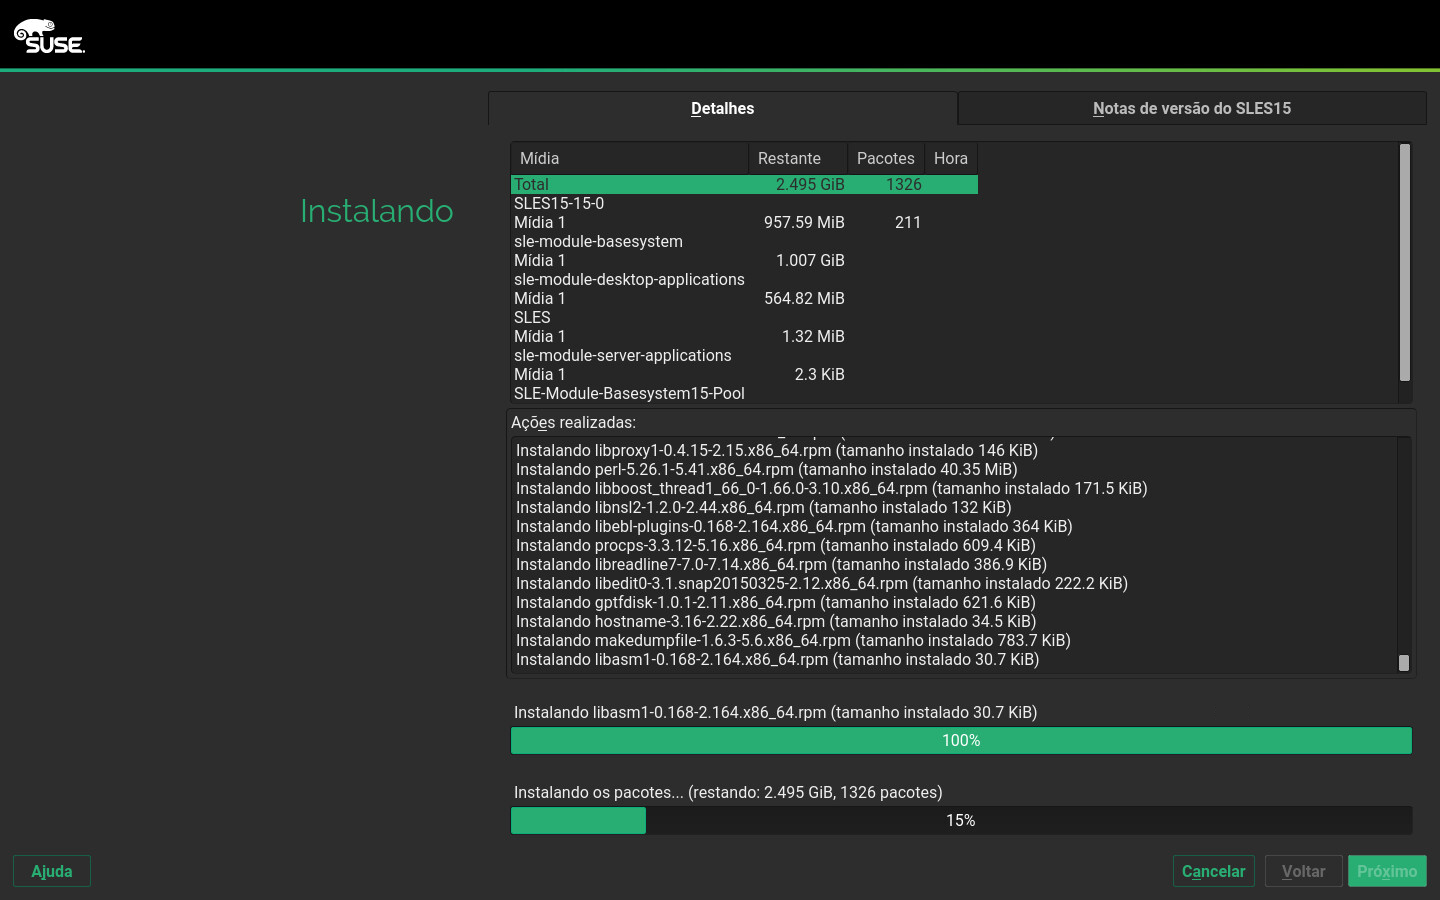 SUSE.
Detalhes
Notas de versão do SLES15
Instalando
Mídia Restante Pacotes Hora
Total 2.495 GiB 1326
SLES15-15-0
Mídia 1 957.59 MiB 211
sle-module-basesystem
Mídia 1 1.007 GiB
sle-module-desktop-applications
Mídia 1 564.82 MiB
SLES
Mídia 1 1.32 MiB
sle-module-server-applications
Mídia 1 2.3 KiB
SLE-Module-Basesystem15-Pool
Ações realizadas:
Instalando libproxy1-0.4.15-2.15.x86_64.rpm (tamanho instalado 146 KiB)
Instalando perl-5.26.1-5.41.x86_64.rpm (tamanho instalado 40.35 MiB)
Instalando libboost_thread1_66_0-1.66.0-3.10.x86_64.rpm (tamanho instalado 171.5 KiB)
Instalando libnsl2-1.2.0-2.44.x86_64.rpm (tamanho instalado 132 KiB)
Instalando libebl-plugins-0.168-2.164.x86_64.rpm (tamanho instalado 364 KiB)
Instalando procps-3.3.12-5.16.x86_64.rpm (tamanho instalado 609.4 KiB)
Instalando libreadline7-7.0-7.14.x86_64.rpm (tamanho instalado 386.9 KiB)
Instalando libedit0-3.1.snap20150325-2.12.x86_64.rpm (tamanho instalado 222.2 KiB)
Instalando gptfdisk-1.0.1-2.11.x86_64.rpm (tamanho instalado 621.6 KiB)
Instalando hostname-3.16-2.22.x86_64.rpm (tamanho instalado 34.5 KiB)
Instalando makedumpfile-1.6.3-5.6.x86_64.rpm (tamanho instalado 783.7 KiB)
Instalando libasm1-0.168-2.164.x86_64.rpm (tamanho instalado 30.7 KiB)
Instalando libasm1-0.168-2.164.x86_64.rpm (tamanho instalado 30.7 KiB)
100%
Instalando os pacotes... (restando: 2.495 GiB, 1326 pacotes)
15%
Ajuda
Cancelar
Voltar
Próximo